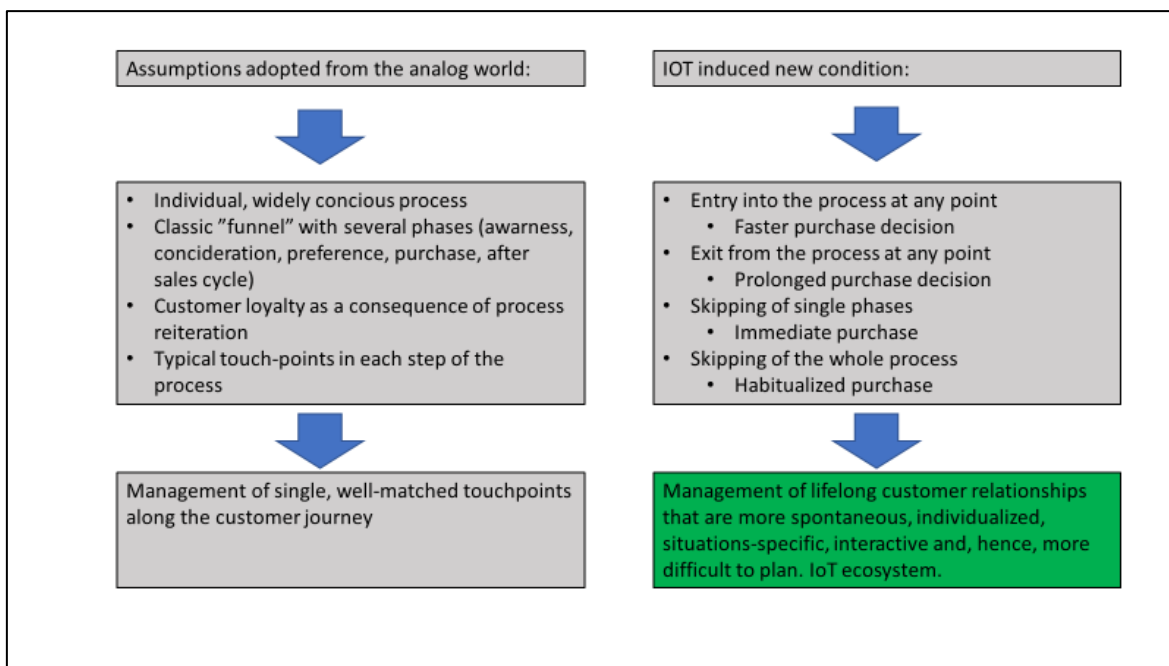 Assumptions adopted from the analog world:
• Individual, widely concious process
• Classic ”funnel” with several phases (awarness,
concideration, preference, purchase, after
sales cycle)
• Customer loyalty as a consequence of process
reiteration
• Typical touch-points in each step of the
process
Management of single, well-matched touchpoints
along the customer journey
IOT induced new condition:
• Entry into the process at any point
• Faster purchase decision
• Exit from the process at any point
• Prolonged purchase decision
• Skipping of single phases
• Immediate purchase
• Skipping of the whole process
• Habitualized purchase
Management of lifelong customer relationships
that are more spontaneous, individualized,
situations-specific, interactive and, hence, more
difficult to plan. IoT ecosystem.